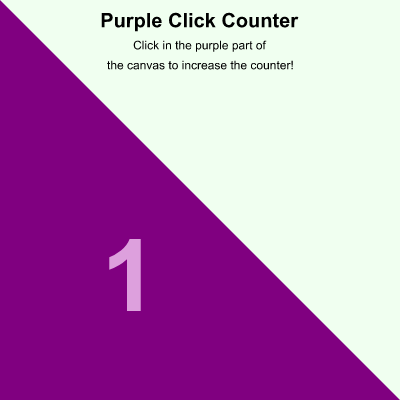 Purple Click Counter
Click in the purple part of
the canvas to increase the counter!
1